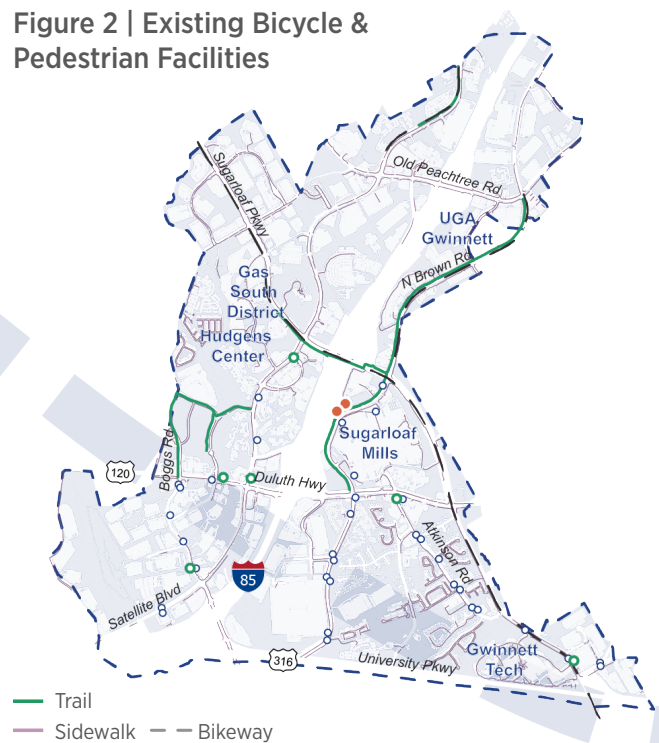 Figure 2 | Existing Bicycle &
Pedestrian Facilities
Sugarloaf Pkwy
Old Peachtree Rd
UGA
Gwinnett
N Brown Rd
Gas
South
District
Hudgens
Center
Sugarloaf
Mills
Boggs Rd
120
Duluth Hwy
Atkinson Rd
85
Satellite Blvd
316
University Pkwy
Gwinnett
Tech
Trail
Sidewalk
Bikeway